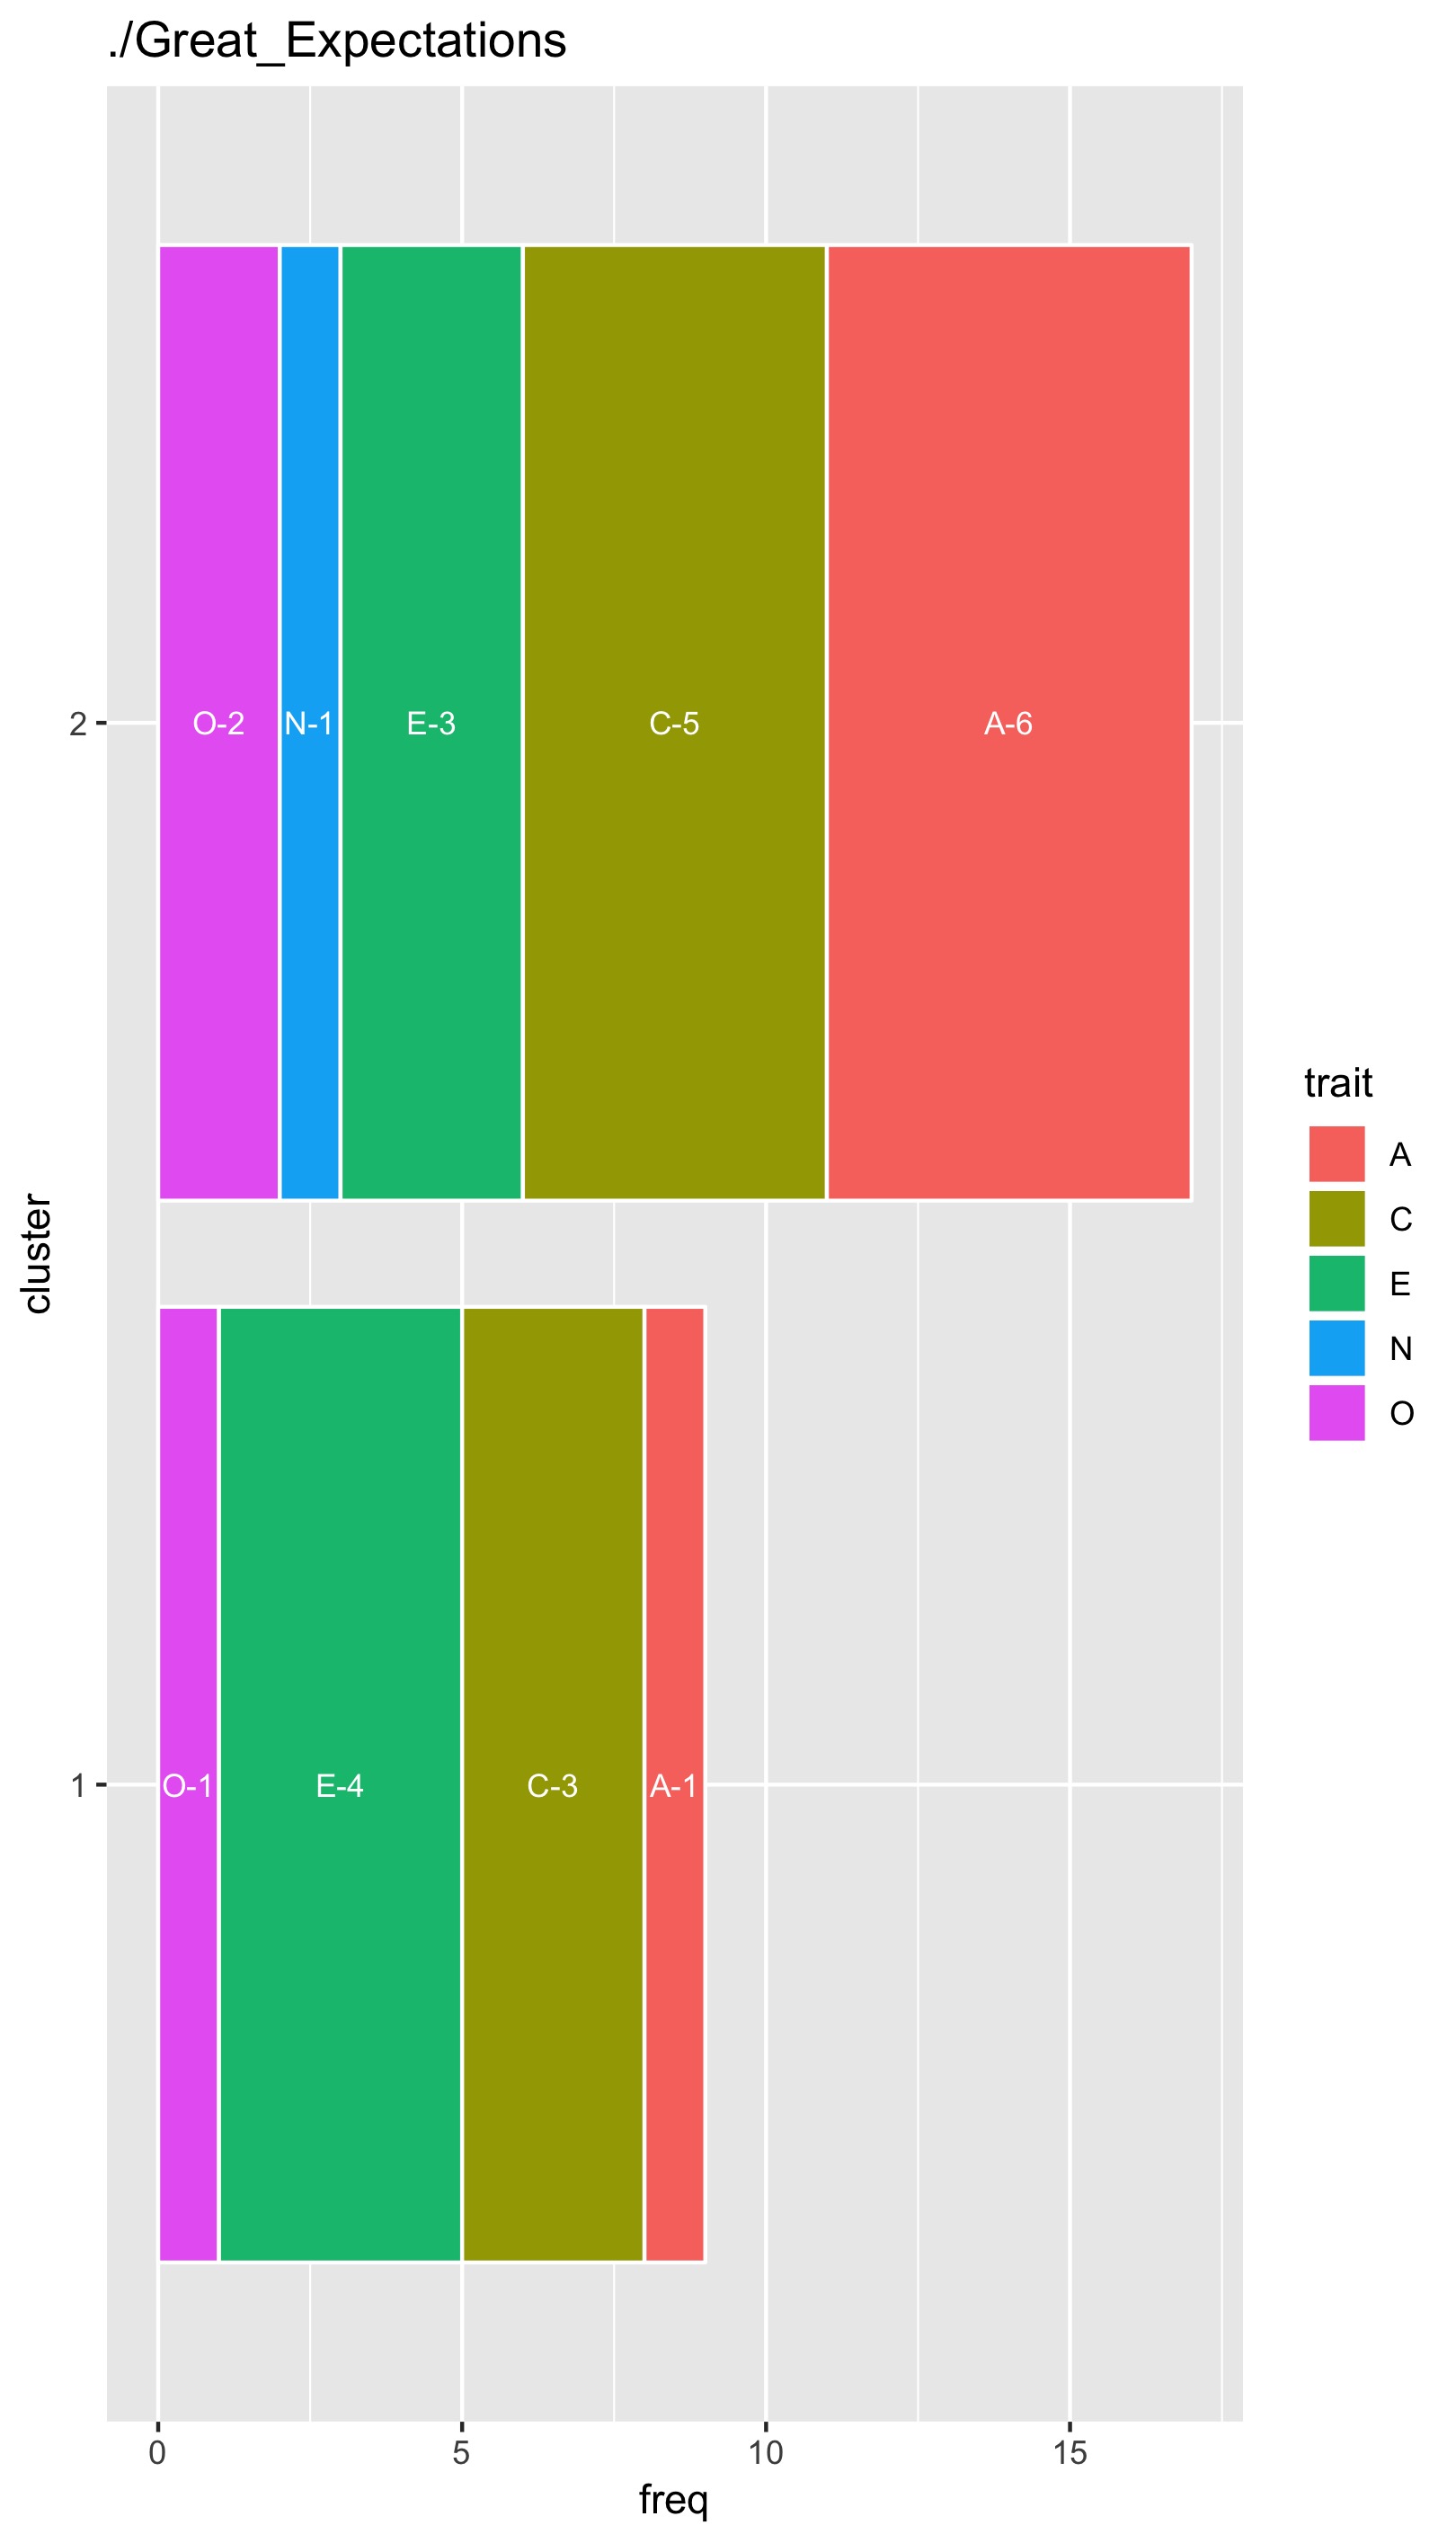 ./Great_Expectations
2
O-2 N-1 E-3 C-5 A-6
cluster
1
O-1 E-4 C-3 A-1
0 5 10 15
freq
trait
A
C
E
N
O